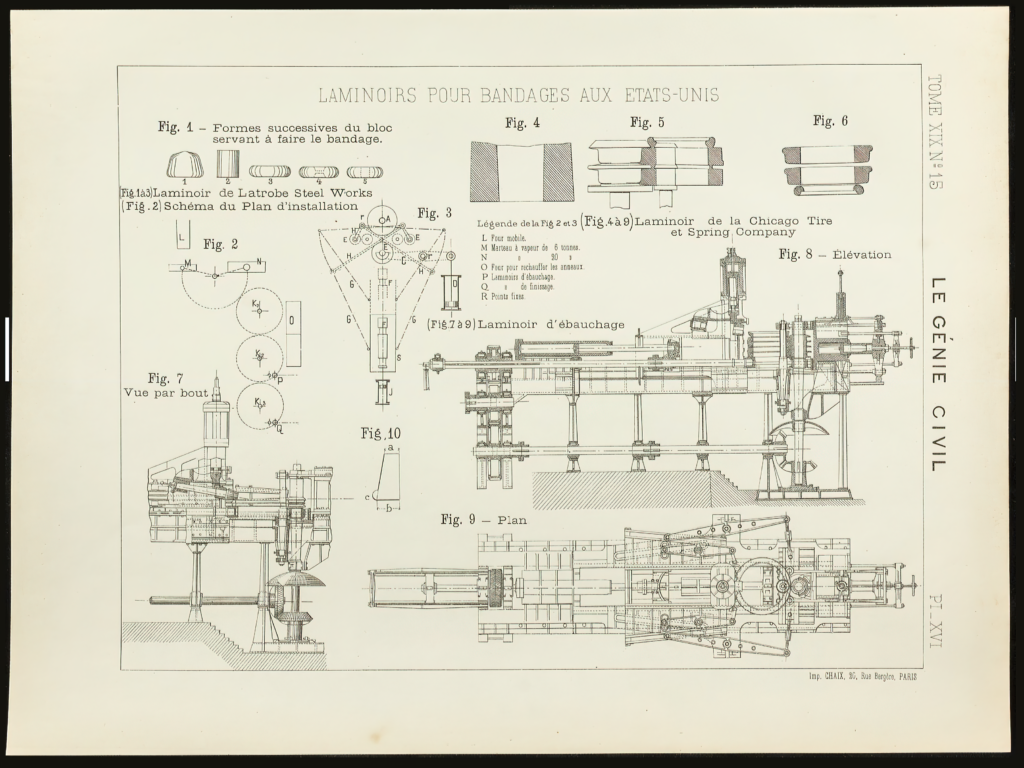 LAMINOIRS POUR BANDAGES AUX ETATS-UNIS
TOME XIX Nº 15
LE GÉNIE CIVIL
Pl. XVI
Fig. 1 – Formes successives du bloc
servant à faire le bandage.
1 2 3 4 5
(Fig.1à3) Laminoir de Latrobe Steel Works
(Fig. 2) Schéma du Plan d'installation
Fig. 2
L
M
N
O
K1
K2
P
K3
Q
Fig. 3
r
A
H
E
E
H
E
C
r
H
H
G
G
r
D
G
G
S
J
Fig. 4
Fig. 5
Fig. 6
Légende de la Fig 2 et 3
L Four mobile.
M Marteau à vapeur de 6 tonnes.
N " " 20 "
O Four pour rechauffer les anneaux.
P Laminoirs d'ébauchage.
Q " de finimage.
R Points fixes
(Fig. 4 à 9) Laminoir de la Chicago Tire
et Spring Company
Fig. 8 – Élévation
(Fig. 7 à 9) Laminoir d'ébauchage
Fig. 7
Vue par bout
Fig. 10
a
c
b
Fig. 9 – Plan
Imp. CHAIX, 20, Rue Bergère, PARIS